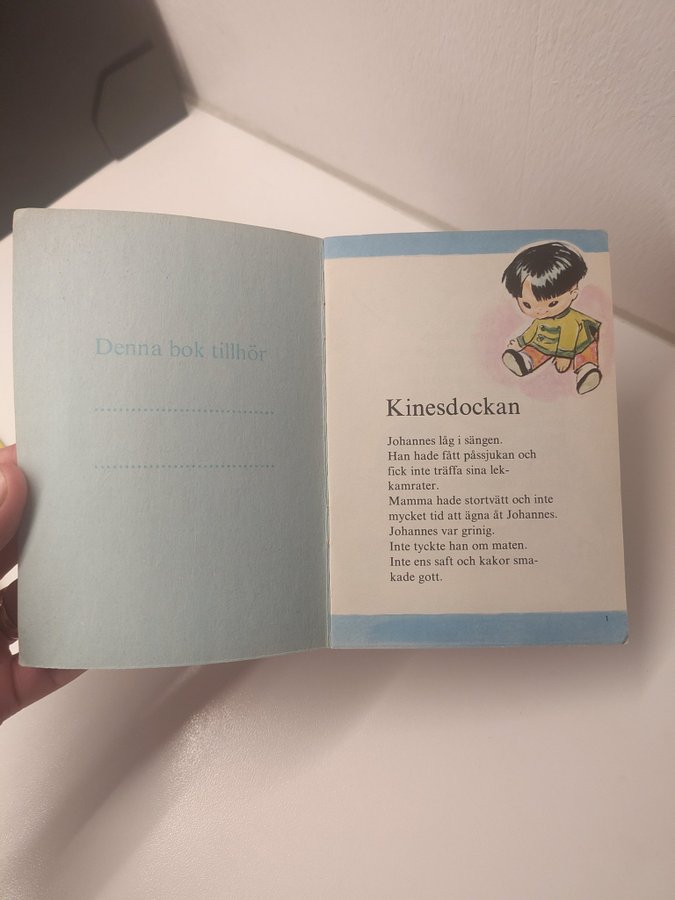 Denna bok tillhör
Kinesdockan
Johannes låg i sängen.
Han hade fått påssjukan och
fick inte träffa sina lek-
kamrater.
Mamma hade stortvätt och inte
mycket tid att ägna åt Johannes.
Johannes var grinig.
Inte tyckte han om maten.
Inte ens saft och kakor sma-
kade gott.
1